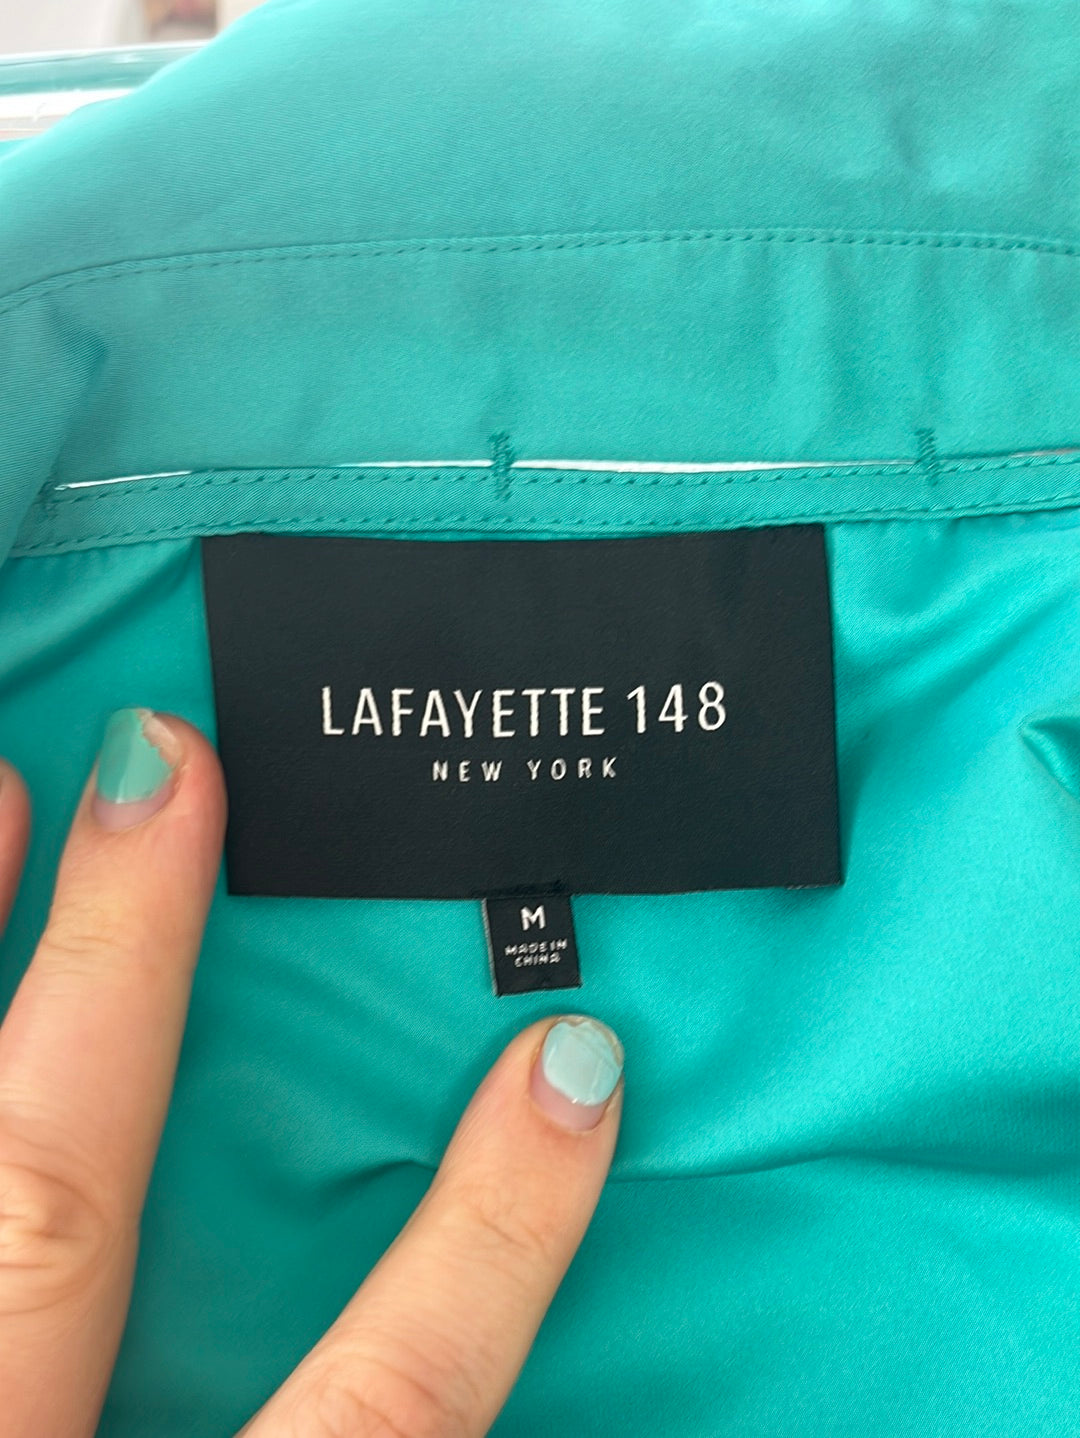 LAFAYETTE 148
NEW YORK
M
MADE IN
CHINA